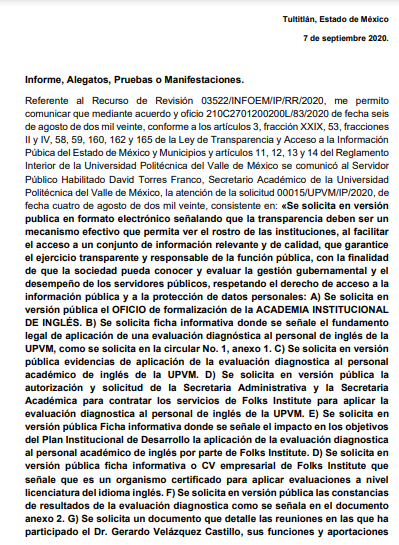 Tultitlán, Estado de México
7 de septiembre 2020.
Informe, Alegatos, Pruebas o Manifestaciones.
Referente al Recurso de Revisión 03522/INFOEM/IP/RR/2020, me permito
comunicar que mediante acuerdo y oficio 210C2701200200L/83/2020 de fecha seis
de agosto de dos mil veinte, conforme a los artículos 3, fracción XXIX, 53, fracciones
II y IV, 58, 59, 160, 162 y 165 de la Ley de Transparencia y Acceso a la Información
Púbica del Estado de México y Municipios y artículos 11, 12, 13 y 14 del Reglamento
Interior de la Universidad Politécnica del Valle de México se comunicó al Servidor
Público Habilitado David Torres Franco, Secretario Académico de la Universidad
Politécnica del Valle de México, la atención de la solicitud 00015/UPVM/IP/2020, de
fecha cuatro de agosto de dos mil veinte, consistente en: «Se solicita en versión
publica en formato electrónico señalando que la transparencia deben ser un
mecanismo efectivo que permita ver el rostro de las instituciones, al facilitar
el acceso a un conjunto de información relevante y de calidad, que garantice
el ejercicio transparente y responsable de la función pública, con la finalidad
de que la sociedad pueda conocer y evaluar la gestión gubernamental y el
desempeño de los servidores públicos, respetando el derecho de acceso a la
información pública y a la protección de datos personales: A) Se solicita en
versión pública el OFICIO de formalización de la ACADEMIA INSTITUCIONAL
DE INGLÉS. B) Se solicita ficha informativa donde se señale el fundamento
legal de aplicación de una evaluación diagnóstica al personal de inglés de la
UPVM, como se solicita en la circular No. 1, anexo 1. C) Se solicita en versión
pública evidencias de aplicación de la evaluación diagnostica al personal
académico de inglés de la UPVM. D) Se solicita en versión pública la
autorización y solicitud de la Secretaria Administrativa y la Secretaria
Académica para contratar los servicios de Folks Institute para aplicar la
evaluación diagnostica al personal de inglés de la UPVM. E) Se solicita en
versión pública Ficha informativa donde se señale el impacto en los objetivos
del Plan Institucional de Desarrollo la aplicación de la evaluación diagnostica
al personal académico de inglés por parte de Folks Institute. D) Se solicita en
versión pública ficha informativa o CV empresarial de Folks Institute que
señale que es un organismo certificado para aplicar evaluaciones a nivel
licenciatura del idioma inglés. F) Se solicita en versión pública las constancias
de resultados de la evaluación diagnostica como se señala en el documento
anexo 2. G) Se solicita un documento que detalle las reuniones en las que ha
participado el Dr. Gerardo Velázquez Castillo, sus funciones y aportaciones